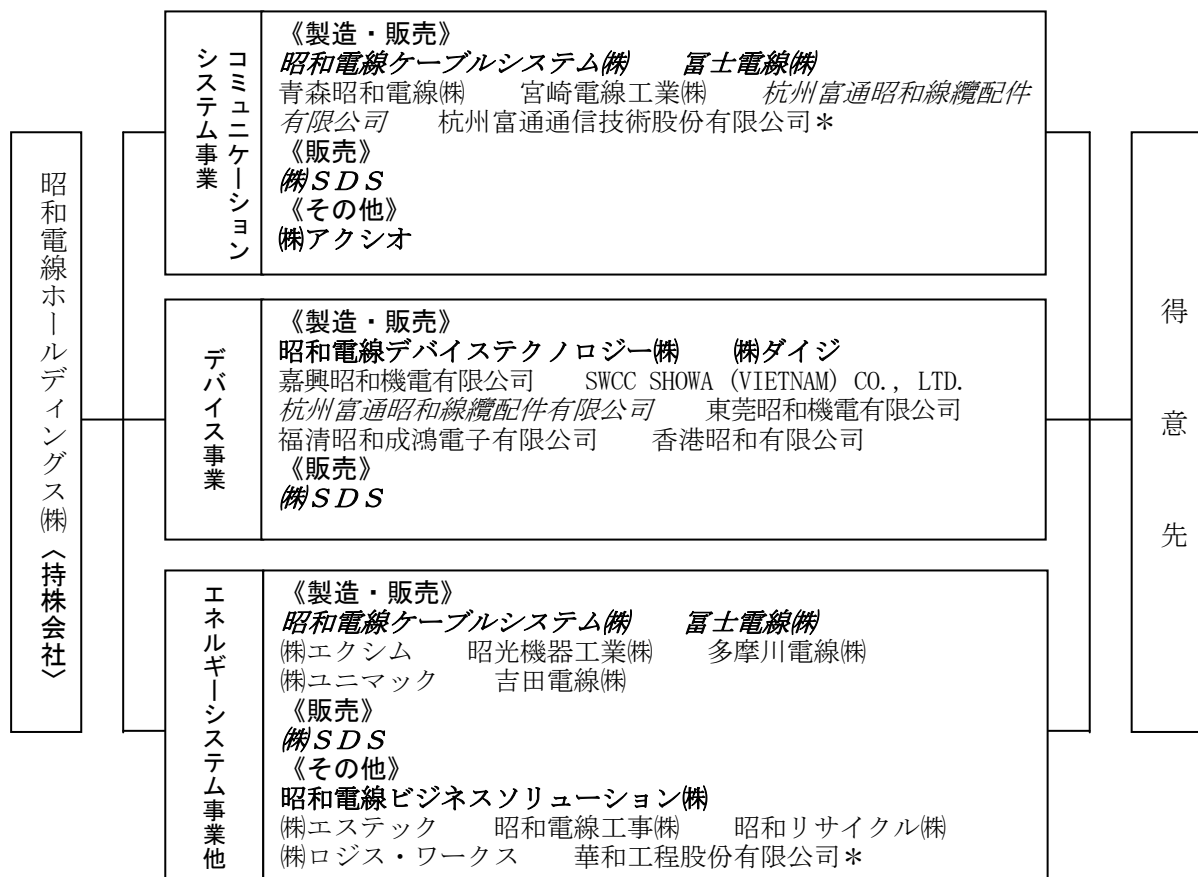 昭和電線ホールディングス㈱〈持株会社〉
コミュニケーション
システム事業
《製造・販売》
昭和電線ケーブルシステム㈱　　冨士電線㈱
青森昭和電線㈱　　宮崎電線工業㈱　　杭州富通昭和線纜配件
有限公司　　杭州富通通信技術股份有限公司＊
《販売》
㈱ＳＤＳ
《その他》
㈱アクシオ
デバイス事業
《製造・販売》
昭和電線デバイステクノロジー㈱　　㈱ダイジ
嘉興昭和機電有限公司　　SWCC SHOWA (VIETNAM) CO., LTD.
杭州富通昭和線纜配件有限公司　　東莞昭和機電有限公司
福清昭和成鴻電子有限公司　　香港昭和有限公司
《販売》
㈱ＳＤＳ
エネルギーシステム事業他
《製造・販売》
昭和電線ケーブルシステム㈱　　冨士電線㈱
㈱エクシム　　昭光機器工業㈱　　多摩川電線㈱
㈱ユニマック　　吉田電線㈱
《販売》
㈱ＳＤＳ
《その他》
昭和電線ビジネスソリューション㈱
㈱エステック　　昭和電線工事㈱　　昭和リサイクル㈱
㈱ロジス・ワークス　　華和工程股份有限公司＊
得意先